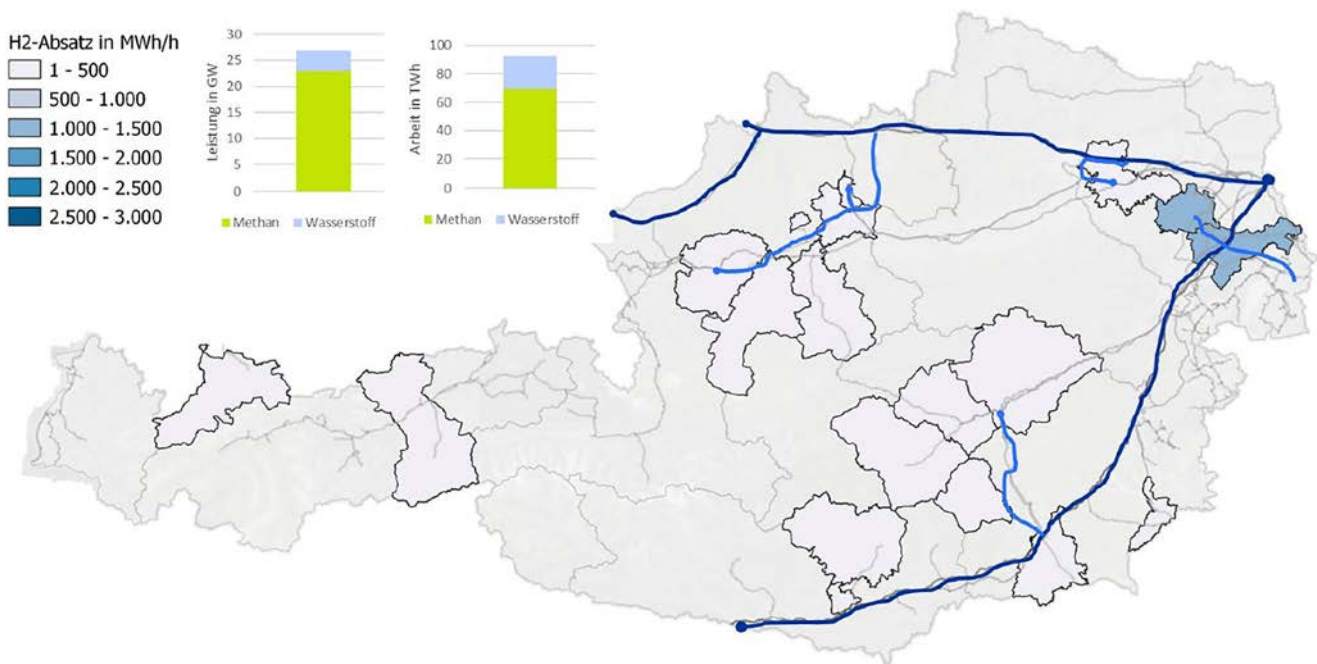 H2-Absatz in MWh/h
1 - 500
500 - 1.000
1.000 - 1.500
1.500 - 2.000
2.000 - 2.500
2.500 - 3.000
Leistung in GW
30
25
20
15
10
5
0
Methan Wasserstoff
Arbeit in TWh
100
80
60
40
20
0
Methan Wasserstoff